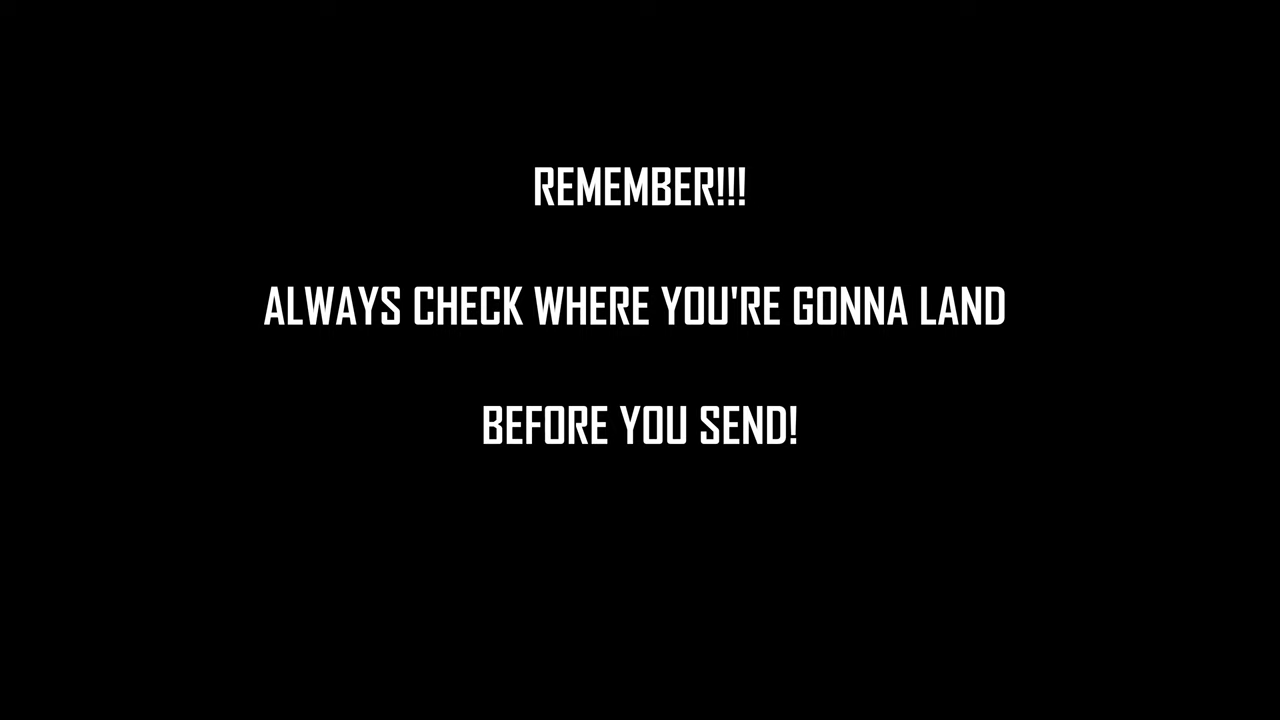 REMEMBER!!!
ALWAYS CHECK WHERE YOU'RE GONNA LAND
BEFORE YOU SEND!